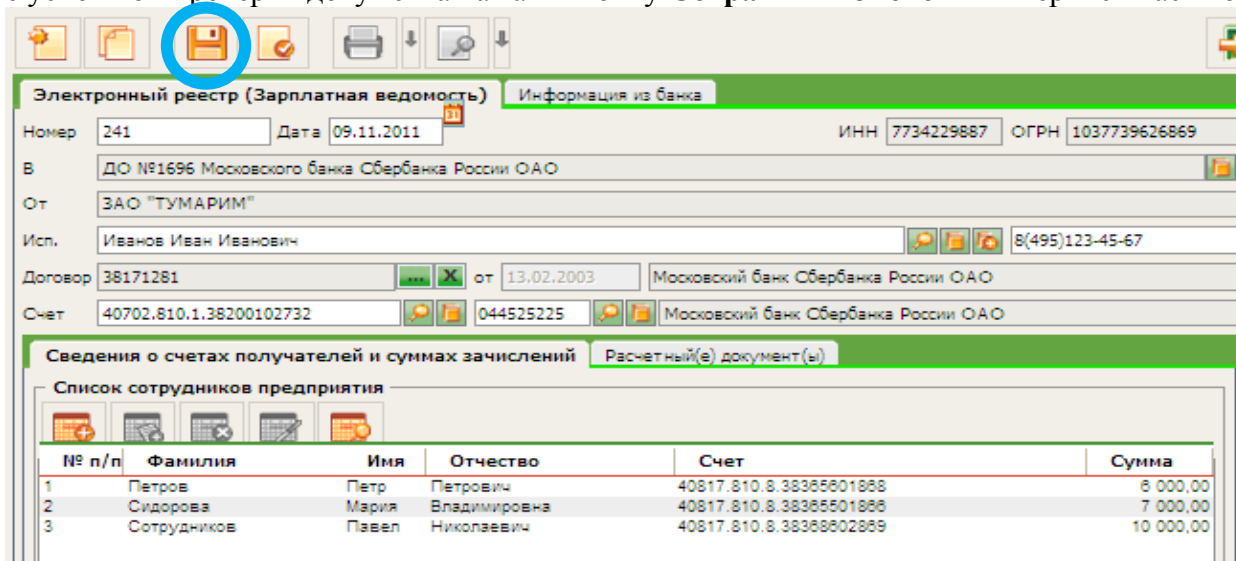 Электронный реестр (Зарплатная ведомость) Информация из банка
Номер 241 Дата 09.11.2011 31 ИНН 7734229887 ОГРН 1037739626869
В ДО №1696 Московского банка Сбербанка России ОАО
От ЗАО "ТУМАРИМ"
Исп. Иванов Иван Иванович 8(495)123-45-67
Договор 38171281 ... X от 13.02.2003 Московский банк Сбербанка России ОАО
Счет 40702.810.1.38200102732 044525225 Московский банк Сбербанка России ОАО
Сведения о счетах получателей и суммах зачислений Расчетный(е) документ(ы)
Список сотрудников предприятия
№ п/п Фамилия Имя Отчество Счет Сумма
1 Петров Петр Петрович 40817.810.8.38365601868 6 000,00
2 Сидорова Мария Владимировна 40817.810.8.38365501866 7 000,00
3 Сотрудников Павел Николаевич 40817.810.8.38368602869 10 000,00